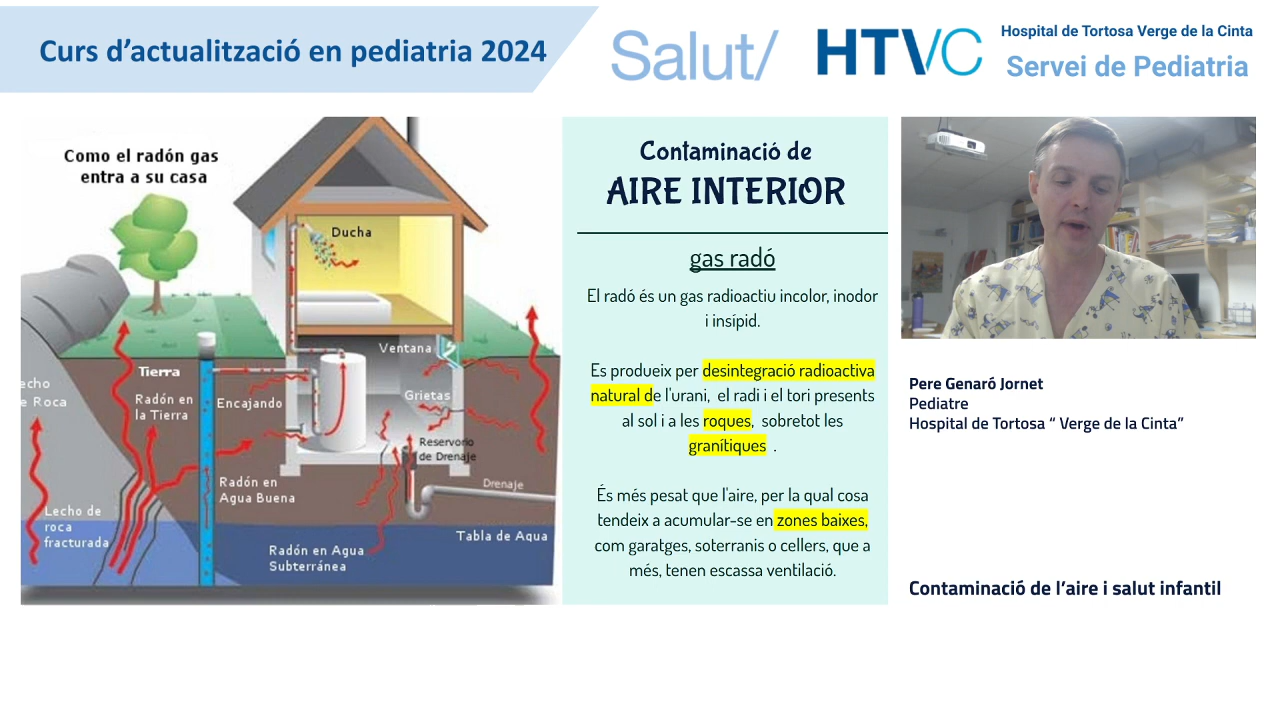 Curs d'actualització en pediatria 2024
Salut/
HTVC
Hospital de Tortosa Verge de la Cinta
Servei de Pediatria
Como el radón gas
entra a su casa
Ducha
Ventana
Tierra
echo
e Roca
Radón en
la Tierra
Encajando
Grietas
Reservorio
de Drenaje
Radón en
Agua Buena
Drenaje
Lecho de
roca
fracturada
Radón en Agua
Subterránea
Tabla de Agua
Contaminació de
AIRE INTERIOR
gas radó
El radó és un gas radioactiu incolor, inodor
i insípid.
Es produeix per desintegració radioactiva
natural de l'urani, el radi i el tori presents
al sol i a les roques, sobretot les
granítiques .
És més pesat que l'aire, per la qual cosa
tendeix a acumular-se en zones baixes,
com garatges, soterranis o cellers, que a
més, tenen escassa ventilació.
Pere Genaró Jornet
Pediatre
Hospital de Tortosa " Verge de la Cinta"
Contaminació de l'aire i salut infantil